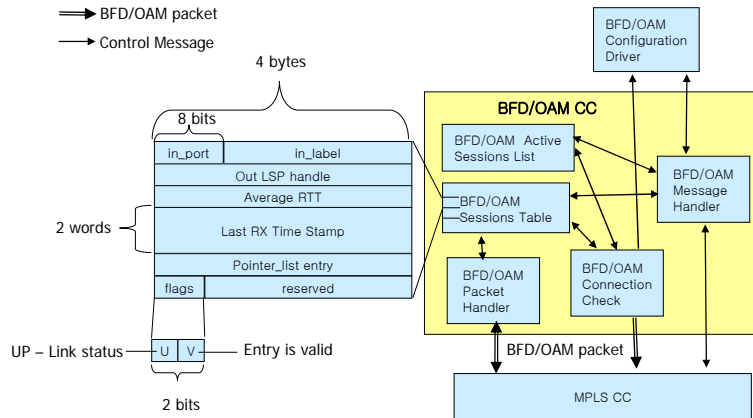 BFD/OAM packet
Control Message
4 bytes
8 bits
in_port
in_label
Out LSP handle
Average RTT
2 words
Last RX Time Stamp
Pointer_list entry
flags
reserved
UP – Link status
U
V
Entry is valid
2 bits
BFD/OAM
Configuration
Driver
BFD/OAM CC
BFD/OAM Active
Sessions List
BFD/OAM
Message
Handler
BFD/OAM
Sessions Table
BFD/OAM
Packet
Handler
BFD/OAM
Connection
Check
BFD/OAM packet
MPLS CC